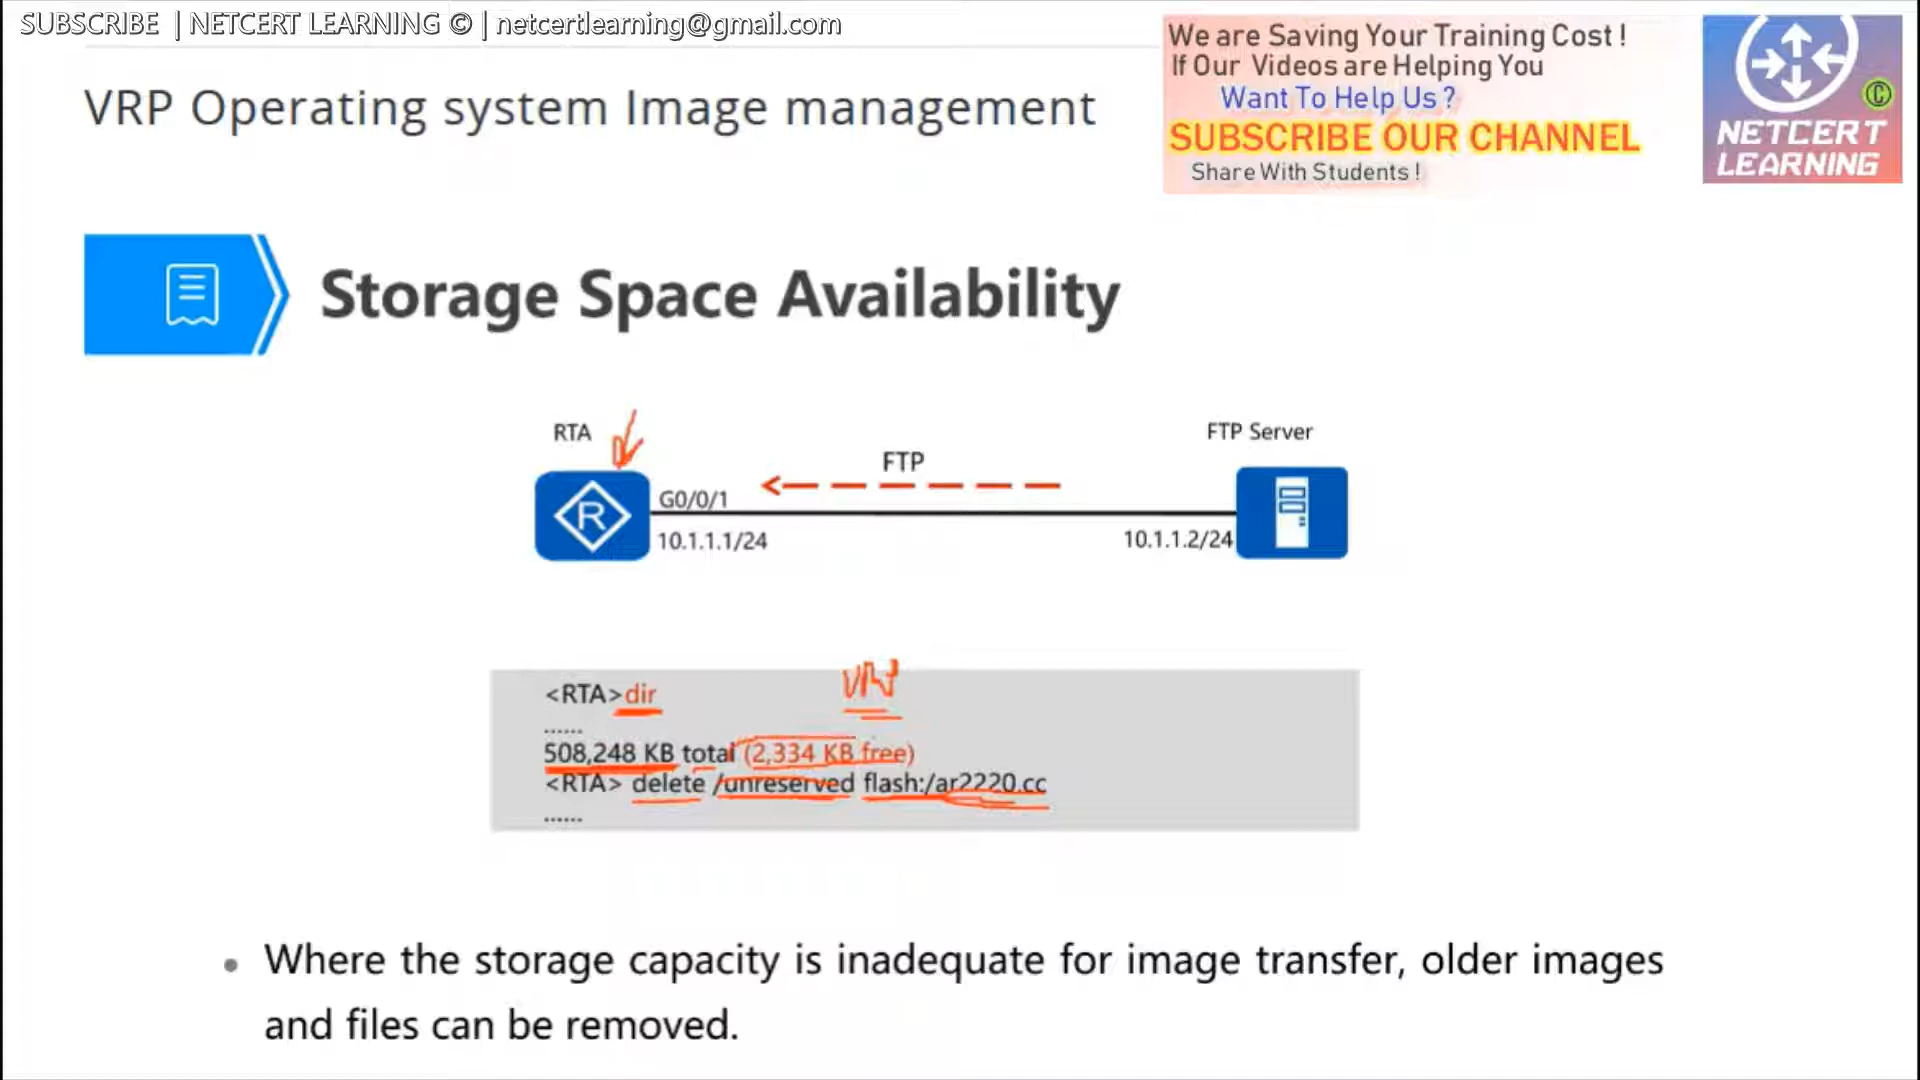 SUBSCRIBE | NETCERT LEARNING © | netcertlearning@gmail.com
We are Saving Your Training Cost !
If Our Videos are Helping You
Want To Help Us ?
SUBSCRIBE OUR CHANNEL
Share With Students !
©
NETCERT
LEARNING
VRP Operating system Image management
Storage Space Availability
RTA
FTP Server
FTP
R
G0/0/1
10.1.1.1/24
10.1.1.2/24
VRP
<RTA>dir
......
508,248 KB total (2,334 KB free)
<RTA> delete /unreserved flash:/ar2220.cc
......
• Where the storage capacity is inadequate for image transfer, older images
and files can be removed.